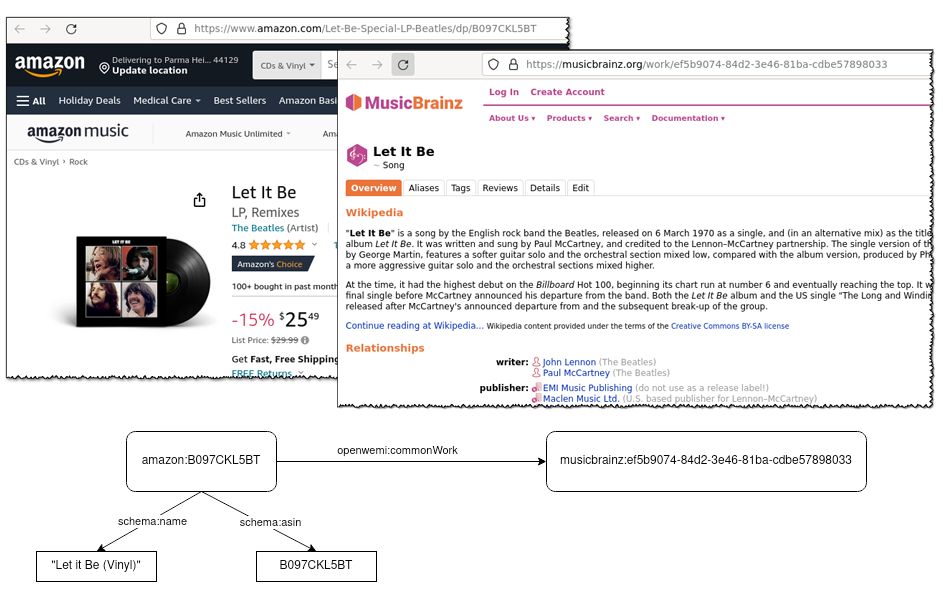 https://www.amazon.com/Let-Be-Special-LP-Beatles/dp/B097CKL5BT
amazon
Delivering to Parma Hei... 44129
Update location
CDs & Vinyl
All Holiday Deals Medical Care Best Sellers Amazon Basi
amazon music Amazon Music Unlimited
CDs & Vinyl › Rock
LET IT BE
Let It Be
LP, Remixes
The Beatles (Artist)
4.8
Amazon's Choice
100+ bought in past month
-15% $25 49
List Price: $29.99
Get Fast, Free Shipping
FREE Returns
https://musicbrainz.org/work/ef5b9074-84d2-3e46-81ba-cdbe57898033
MusicBrainz
Log In Create Account
About Us Products Search Documentation
Let It Be
~ Song
Overview Aliases Tags Reviews Details Edit
Wikipedia
"Let It Be" is a song by the English rock band the Beatles, released on 6 March 1970 as a single, and (in an alternative mix) as the title
album Let It Be. It was written and sung by Paul McCartney, and credited to the Lennon–McCartney partnership. The single version of th
by George Martin, features a softer guitar solo and the orchestral section mixed low, compared with the album version, produced by Ph
a more aggressive guitar solo and the orchestral sections mixed higher.
At the time, it had the highest debut on the Billboard Hot 100, beginning its chart run at number 6 and eventually reaching the top. It w
final single before McCartney announced his departure from the band. Both the Let It Be album and the US single "The Long and Windin
released after McCartney's announced departure from and the subsequent break-up of the group.
Continue reading at Wikipedia... Wikipedia content provided under the terms of the Creative Commons BY-SA license
Relationships
writer: John Lennon (The Beatles)
Paul McCartney (The Beatles)
publisher: EMI Music Publishing (do not use as a release label!)
Maclen Music Ltd. (U.S. based publisher for Lennon–McCartney)
amazon:B097CKL5BT
openwemi:commonWork
musicbrainz:ef5b9074-84d2-3e46-81ba-cdbe57898033
schema:name
schema:asin
"Let it Be (Vinyl)"
B097CKL5BT